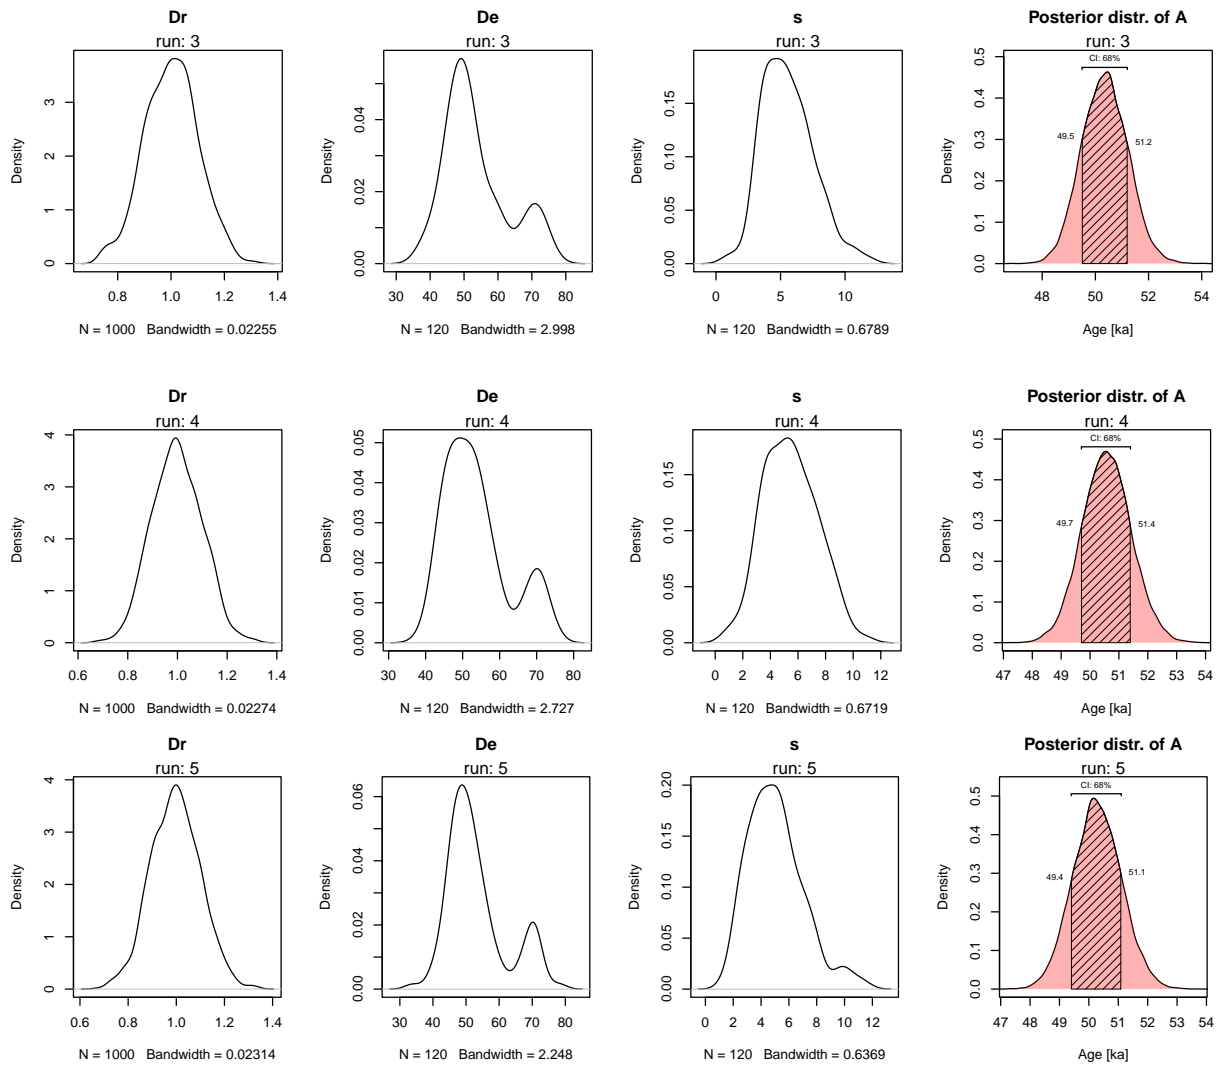 Dr
run: 3
Density
0
1
2
3
0.8 1.0 1.2 1.4
N = 1000 Bandwidth = 0.02255
De
run: 3
Density
0.00
0.02
0.04
30 40 50 60 70 80
N = 120 Bandwidth = 2.998
s
run: 3
Density
0.00
0.05
0.10
0.15
0 5 10
N = 120 Bandwidth = 0.6789
Posterior distr. of A
run: 3
CI: 68%
49.5
51.2
Density
0.0
0.1
0.2
0.3
0.4
0.5
48 50 52 54
Age [ka]
Dr
run: 4
Density
0
1
2
3
4
0.6 0.8 1.0 1.2 1.4
N = 1000 Bandwidth = 0.02274
De
run: 4
Density
0.00
0.01
0.02
0.03
0.04
0.05
30 40 50 60 70 80
N = 120 Bandwidth = 2.727
s
run: 4
Density
0.00
0.05
0.10
0.15
0 2 4 6 8 10 12
N = 120 Bandwidth = 0.6719
Posterior distr. of A
run: 4
CI: 68%
49.7
51.4
Density
0.0
0.1
0.2
0.3
0.4
0.5
47 49 50 51 52 53 54
Age [ka]
Dr
run: 5
Density
0
1
2
3
4
0.6 0.8 1.0 1.2 1.4
N = 1000 Bandwidth = 0.02314
De
run: 5
Density
0.00
0.02
0.04
0.06
30 40 50 60 70 80
N = 120 Bandwidth = 2.248
s
run: 5
Density
0.00
0.05
0.10
0.15
0.20
0 2 4 6 8 10 12
N = 120 Bandwidth = 0.6369
Posterior distr. of A
run: 5
CI: 68%
49.4
51.1
Density
0.0
0.1
0.2
0.3
0.4
0.5
47 48 49 50 51 52 53 54
Age [ka]